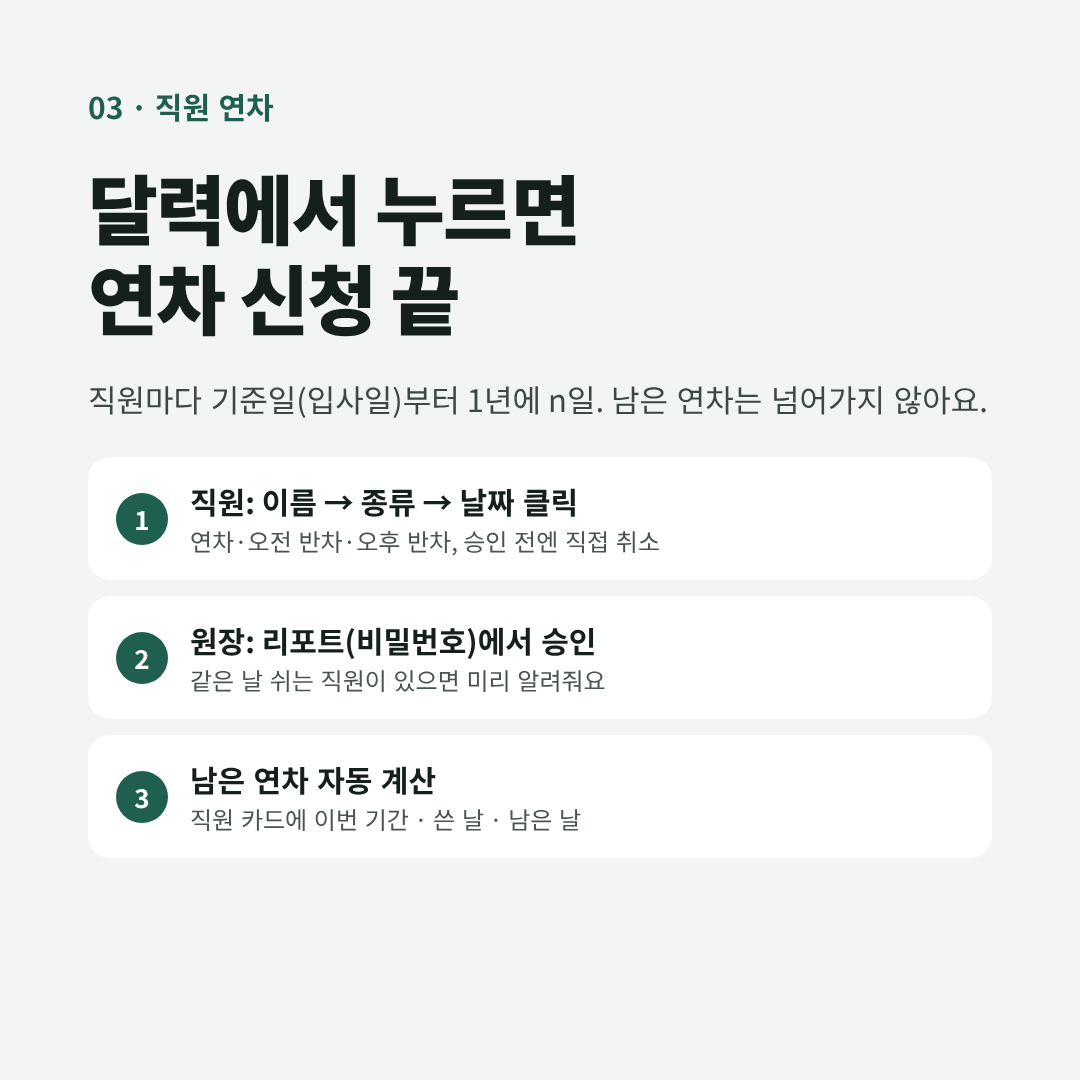 03 · 직원 연차
달력에서 누르면
연차 신청 끝
직원마다 기준일(입사일)부터 1년에 n일. 남은 연차는 넘어가지 않아요.
1
직원: 이름 → 종류 → 날짜 클릭
연차·오전 반차·오후 반차, 승인 전엔 직접 취소
2
원장: 리포트(비밀번호)에서 승인
같은 날 쉬는 직원이 있으면 미리 알려줘요
3
남은 연차 자동 계산
직원 카드에 이번 기간 · 쓴 날 · 남은 날